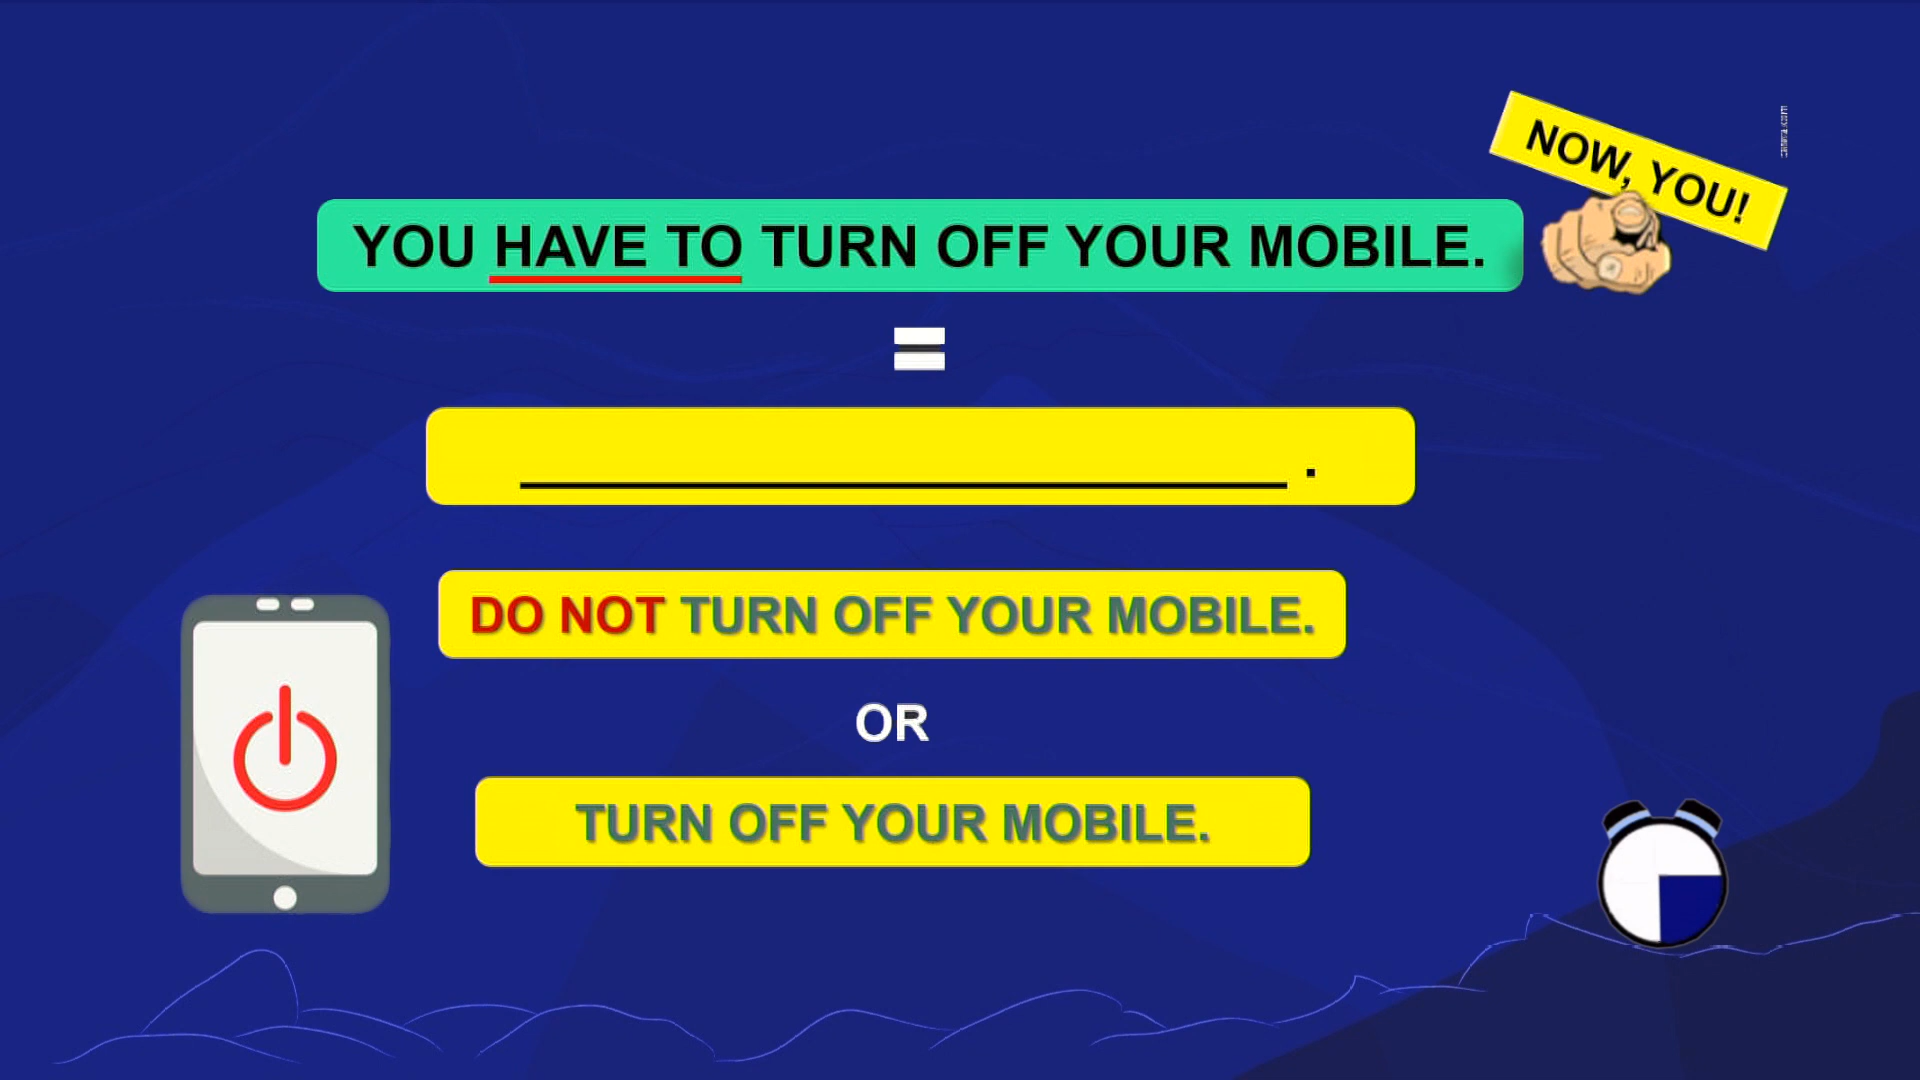 NOW, YOU!
YOU HAVE TO TURN OFF YOUR MOBILE.
=
.
DO NOT TURN OFF YOUR MOBILE.
OR
TURN OFF YOUR MOBILE.